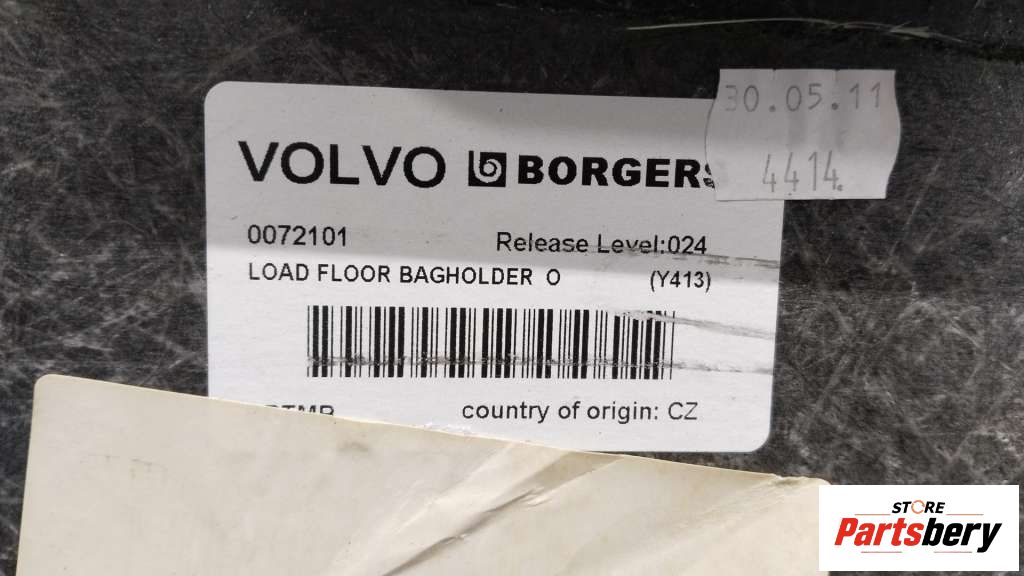 30.05.11
4414
VOLVO BORGERS
0072101 Release Level:024
LOAD FLOOR BAGHOLDER O (Y413)
country of origin: CZ
STORE
Partsbery